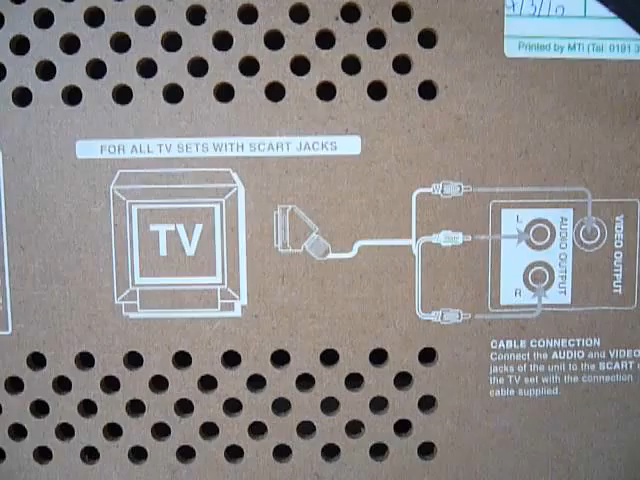 Printed by MTI (Tel: 0191 3
FOR ALL TV SETS WITH SCART JACKS
TV
L
R
AUDIO OUTPUT
VIDEO OUTPUT
CABLE CONNECTION
Connect the AUDIO and VIDEO
jacks of the unit to the SCART
the TV set with the connection
cable supplied.